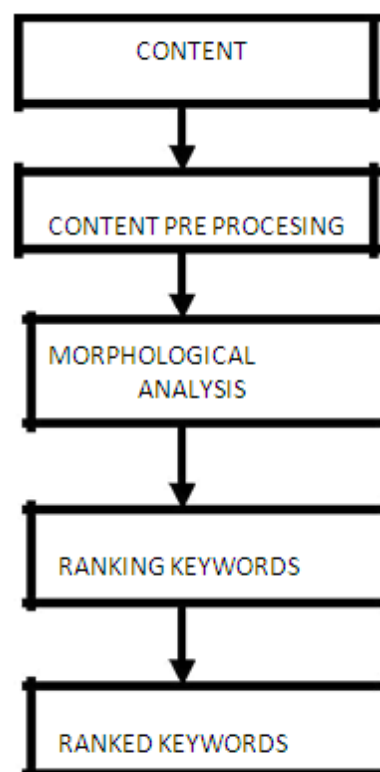 CONTENT
CONTENT PRE PROCESING
MORPHOLOGICAL
ANALYSIS
RANKING KEYWORDS
RANKED KEYWORDS